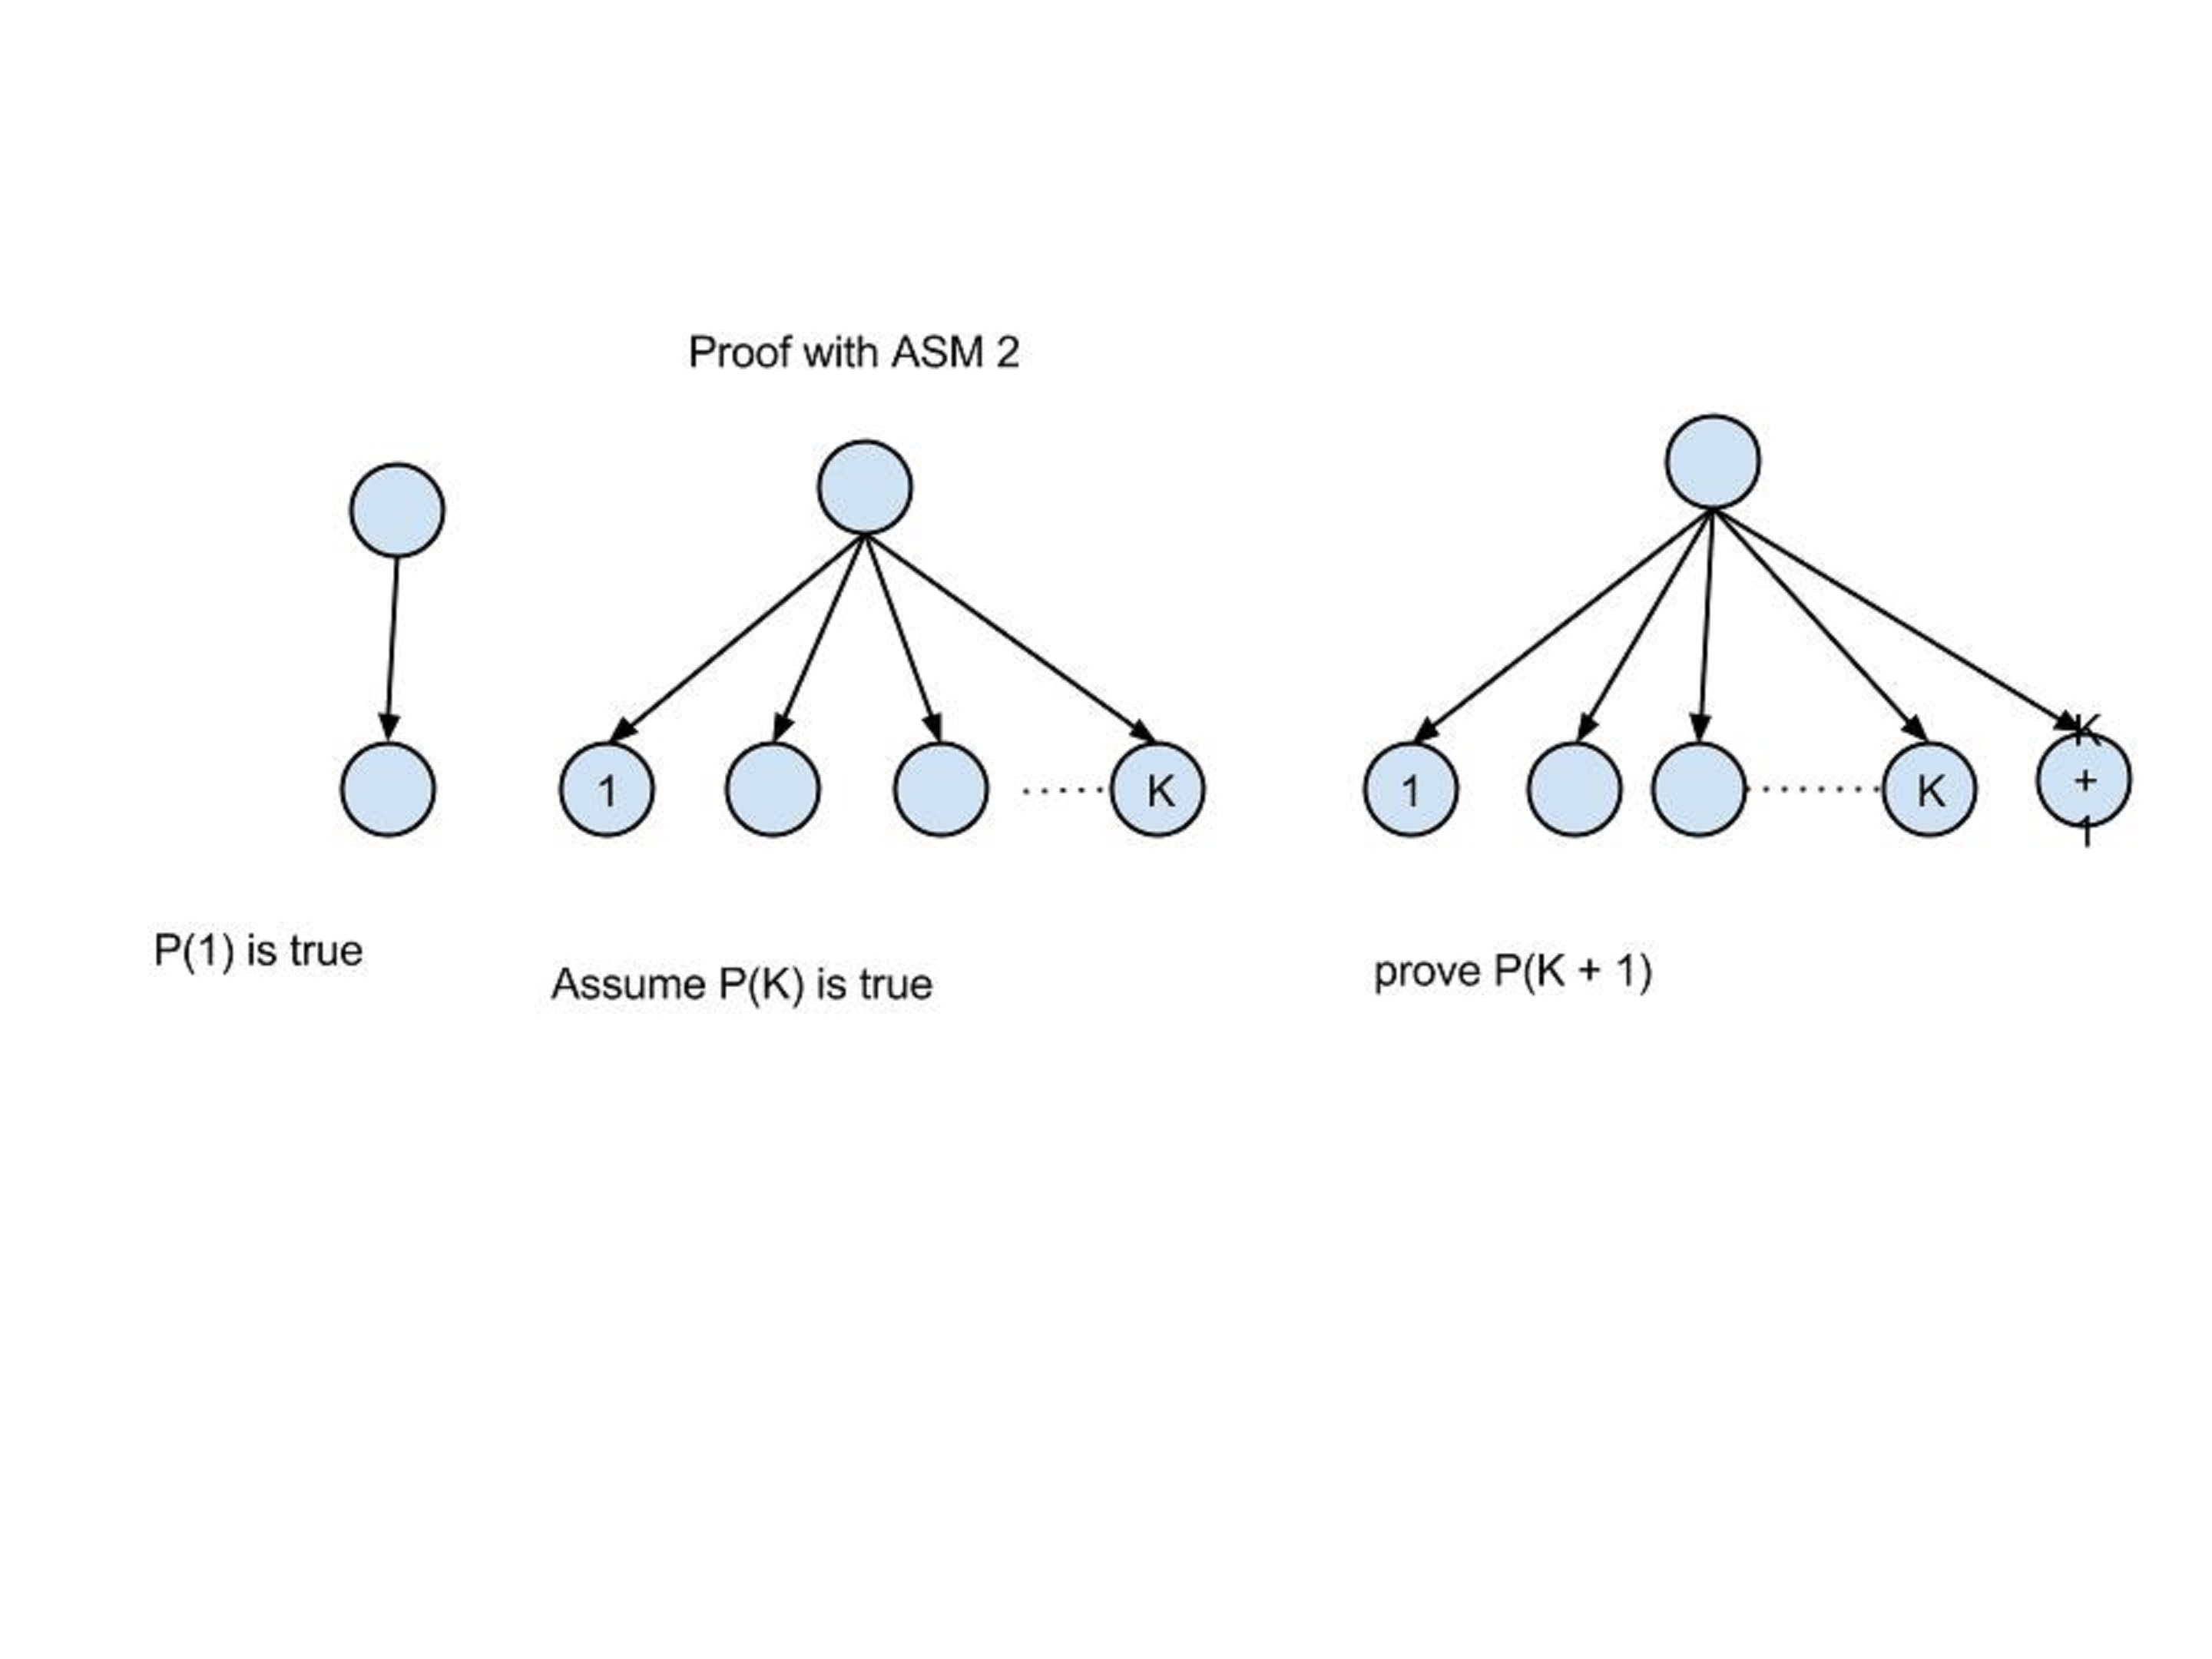 Proof with ASM 2
1
K
1
K
K
+
1
P(1) is true
Assume P(K) is true
prove P(K + 1)